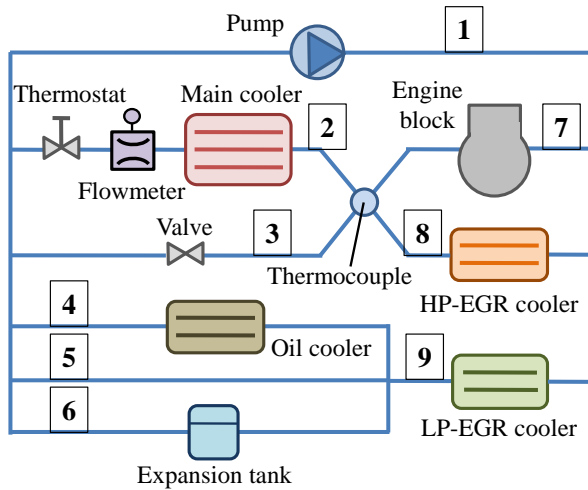 Pump
1
Thermostat
Main cooler
2
Engine
block
7
Flowmeter
Valve
3
8
Thermocouple
HP-EGR cooler
4
Oil cooler
5
9
6
LP-EGR cooler
Expansion tank